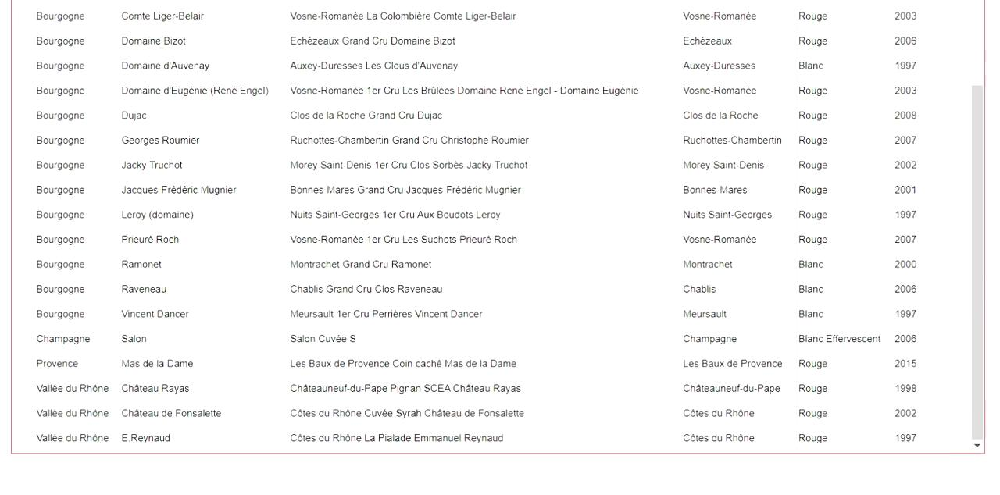 Bourgogne Comte Liger-Belair Vosne-Romanée La Colombière Comte Liger-Belair Vosne-Romanée Rouge 2003
Bourgogne Domaine Bizot Echézeaux Grand Cru Domaine Bizot Echézeaux Rouge 2006
Bourgogne Domaine d'Auvenay Auxey-Duresses Les Clous d'Auvenay Auxey-Duresses Blanc 1997
Bourgogne Domaine d'Eugénie (René Engel) Vosne-Romanée 1er Cru Les Brûlées Domaine René Engel - Domaine Eugénie Vosne-Romanée Rouge 2003
Bourgogne Dujac Clos de la Roche Grand Cru Dujac Clos de la Roche Rouge 2008
Bourgogne Georges Roumier Ruchottes-Chambertin Grand Cru Christophe Roumier Ruchottes-Chambertin Rouge 2007
Bourgogne Jacky Truchot Morey Saint-Denis 1er Cru Clos Sorbès Jacky Truchot Morey Saint-Denis Rouge 2002
Bourgogne Jacques-Frédéric Mugnier Bonnes-Mares Grand Cru Jacques-Frédéric Mugnier Bonnes-Mares Rouge 2001
Bourgogne Leroy (domaine) Nuits Saint-Georges 1er Cru Aux Boudots Leroy Nuits Saint-Georges Rouge 1997
Bourgogne Prieuré Roch Vosne-Romanée 1er Cru Les Suchots Prieuré Roch Vosne-Romanée Rouge 2007
Bourgogne Ramonet Montrachet Grand Cru Ramonet Montrachet Blanc 2000
Bourgogne Raveneau Chablis Grand Cru Clos Raveneau Chablis Blanc 2006
Bourgogne Vincent Dancer Meursault 1er Cru Perrières Vincent Dancer Meursault Blanc 1997
Champagne Salon Salon Cuvée S Champagne Blanc Effervescent 2006
Provence Mas de la Dame Les Baux de Provence Coin caché Mas de la Dame Les Baux de Provence Rouge 2015
Vallée du Rhône Château Rayas Châteauneuf-du-Pape Pignan SCEA Château Rayas Châteauneuf-du-Pape Rouge 1998
Vallée du Rhône Château de Fonsalette Côtes du Rhône Cuvée Syrah Château de Fonsalette Côtes du Rhône Rouge 2002
Vallée du Rhône E.Reynaud Côtes du Rhône La Pialade Emmanuel Reynaud Côtes du Rhône Rouge 1997